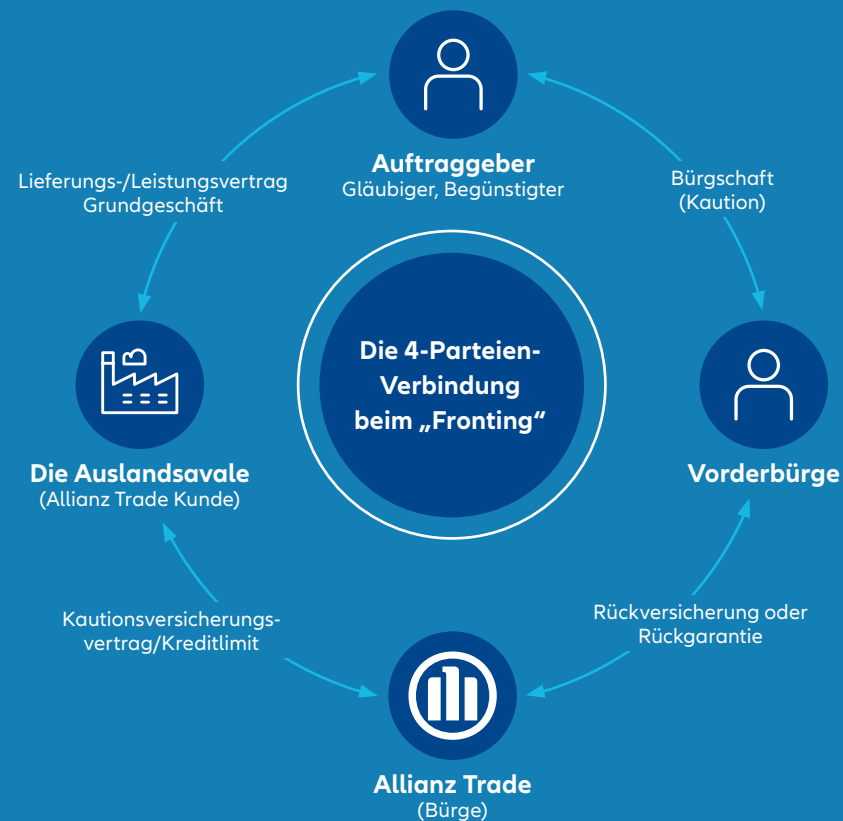 Auftraggeber
Gläubiger, Begünstigter
Lieferungs-/Leistungsvertrag
Grundgeschäft
Bürgschaft
(Kaution)
Die 4-Parteien-
Verbindung
beim „Fronting“
Die Auslandsavale
(Allianz Trade Kunde)
Vorderbürge
Kautionsversicherungs-
vertrag/Kreditlimit
Rückversicherung oder
Rückgarantie
Allianz Trade
(Bürge)